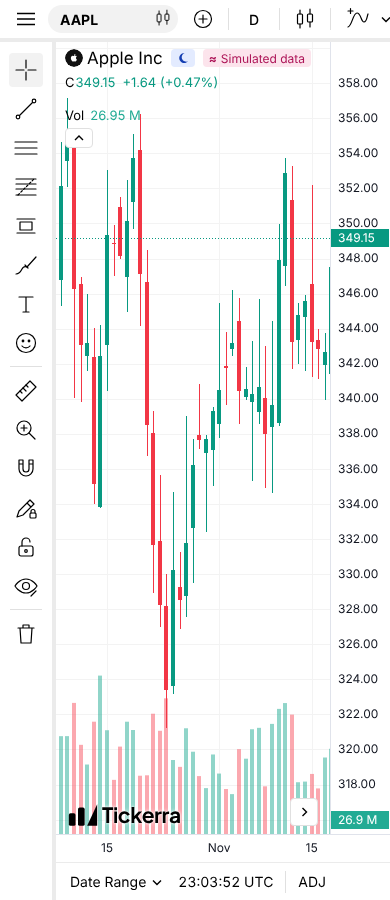 AAPL
D
Apple Inc
≈ Simulated data
C349.15 +1.64 (+0.47%)
Vol 26.95 M
358.00
356.00
354.00
352.00
350.00
349.15
348.00
346.00
344.00
342.00
340.00
338.00
336.00
334.00
332.00
330.00
328.00
326.00
324.00
322.00
320.00
318.00
26.9 M
Tickerra
15 Nov 15
Date Range 23:03:52 UTC ADJ